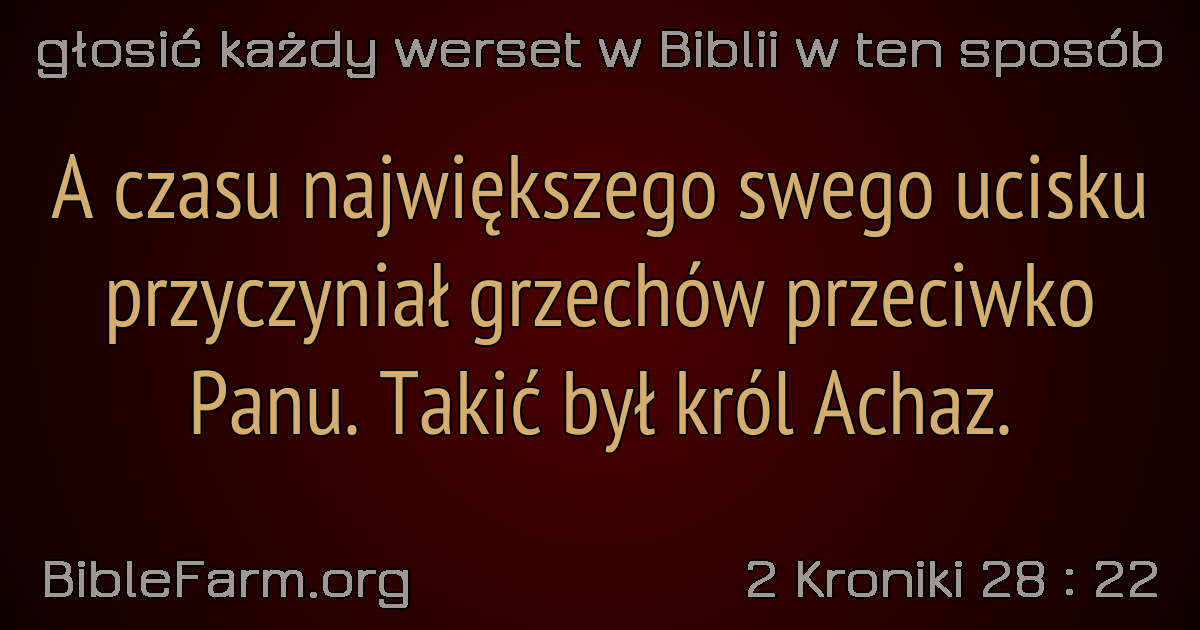 głosić każdy werset w Biblii w ten sposób
A czasu największego swego ucisku
przyczyniał grzechów przeciwko
Panu. Takić był król Achaz.
BibleFarm.org
2 Kroniki 28 : 22